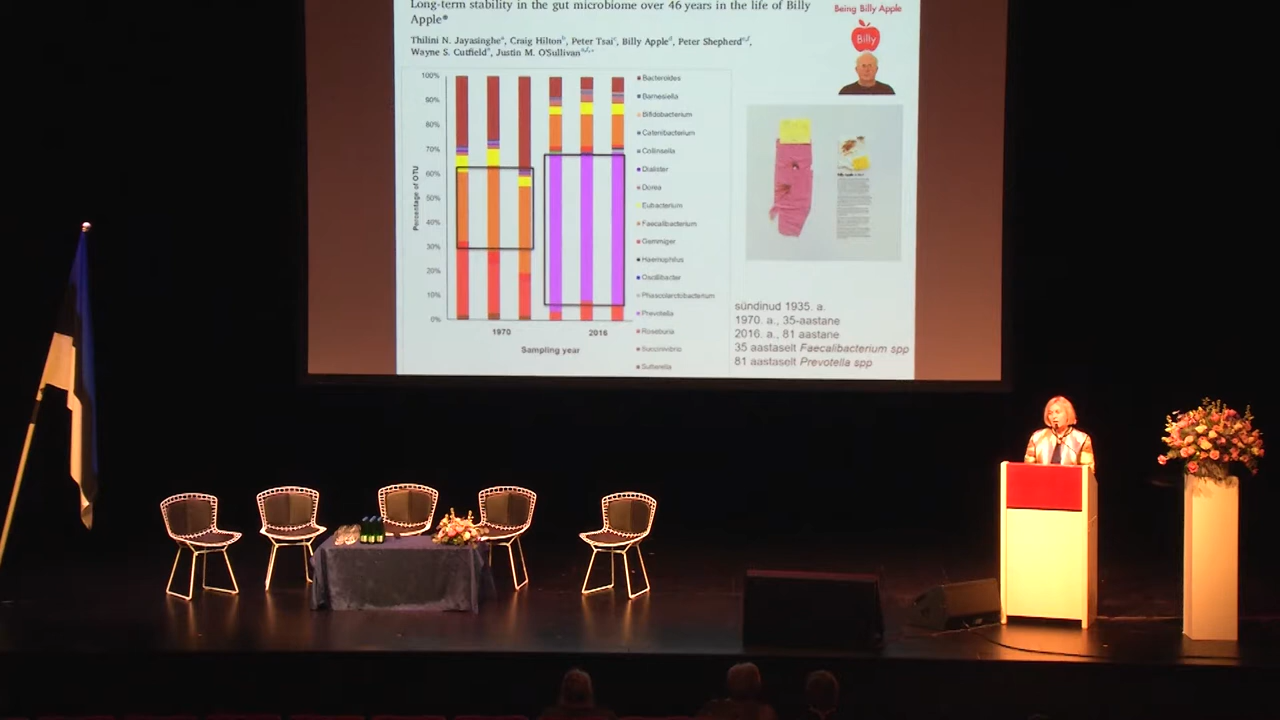 Long-term stability in the gut microbiome over 46 years in the life of Billy
Apple®
Thilini N. Jayasinghe, Craig Hilton, Peter Tsai, Billy Apple, Peter Shepherd,
Wayne S. Cutfield, Justin M. O'Sullivan
Being Billy Apple
Billy
Percentage of OTU
100%
90%
80%
70%
60%
50%
40%
30%
20%
10%
0%
1970
2016
Sampling year
Bacteroides
Barnesiella
Bifidobacterium
Catenibacterium
Collinsella
Dialister
Dorea
Eubacterium
Faecalibacterium
Gemmiger
Haemophilus
Oscillibacter
Phascolarctobacterium
Prevotella
Roseburia
Succinivibrio
Sutterella
sündinud 1935. a.
1970. a., 35-aastane
2016. a., 81 aastane
35 aastaselt Faecalibacterium spp
81 aastaselt Prevotella spp